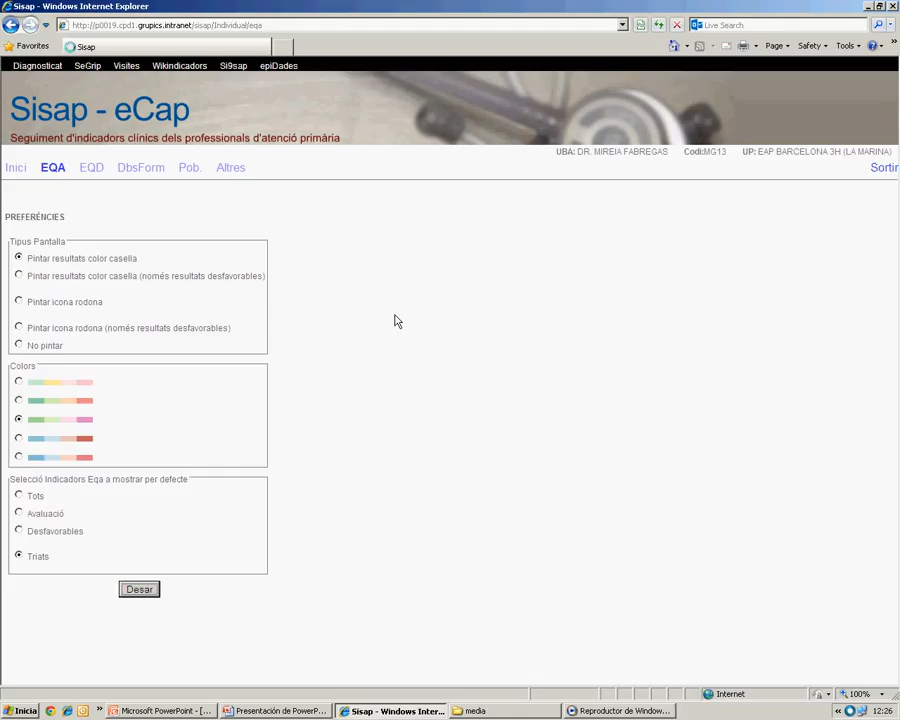 Sisap - Windows Internet Explorer
http://p0019.cpd1.grupics.intranet/sisap/Individual/eqa
Live Search
Favorites
Sisap
Page
Safety
Tools
Diagnosticat SeGrip Visites Wikindicadors Si9sap epiDades
Sisap - eCap
Seguiment d'indicadors clínics dels professionals d'atenció primària
UBA: DR. MIREIA FABREGAS Codi:MG13 UP: EAP BARCELONA 3H (LA MARINA)
Inici EQA EQD DbsForm Pob. Altres Sortir
PREFERÉNCIES
Tipus Pantalla
Pintar resultats color casella
Pintar resultats color casella (només resultats desfavorables)
Pintar icona rodona
Pintar icona rodona (només resultats desfavorables)
No pintar
Colors
Selecció Indicadors Eqa a mostrar per defecte
Tots
Avaluació
Desfavorables
Triats
Desar
Internet
100%
Inicia
Microsoft PowerPoint - [...
Presentación de PowerP...
Sisap - Windows Inter...
media
Reproductor de Window...
12:26